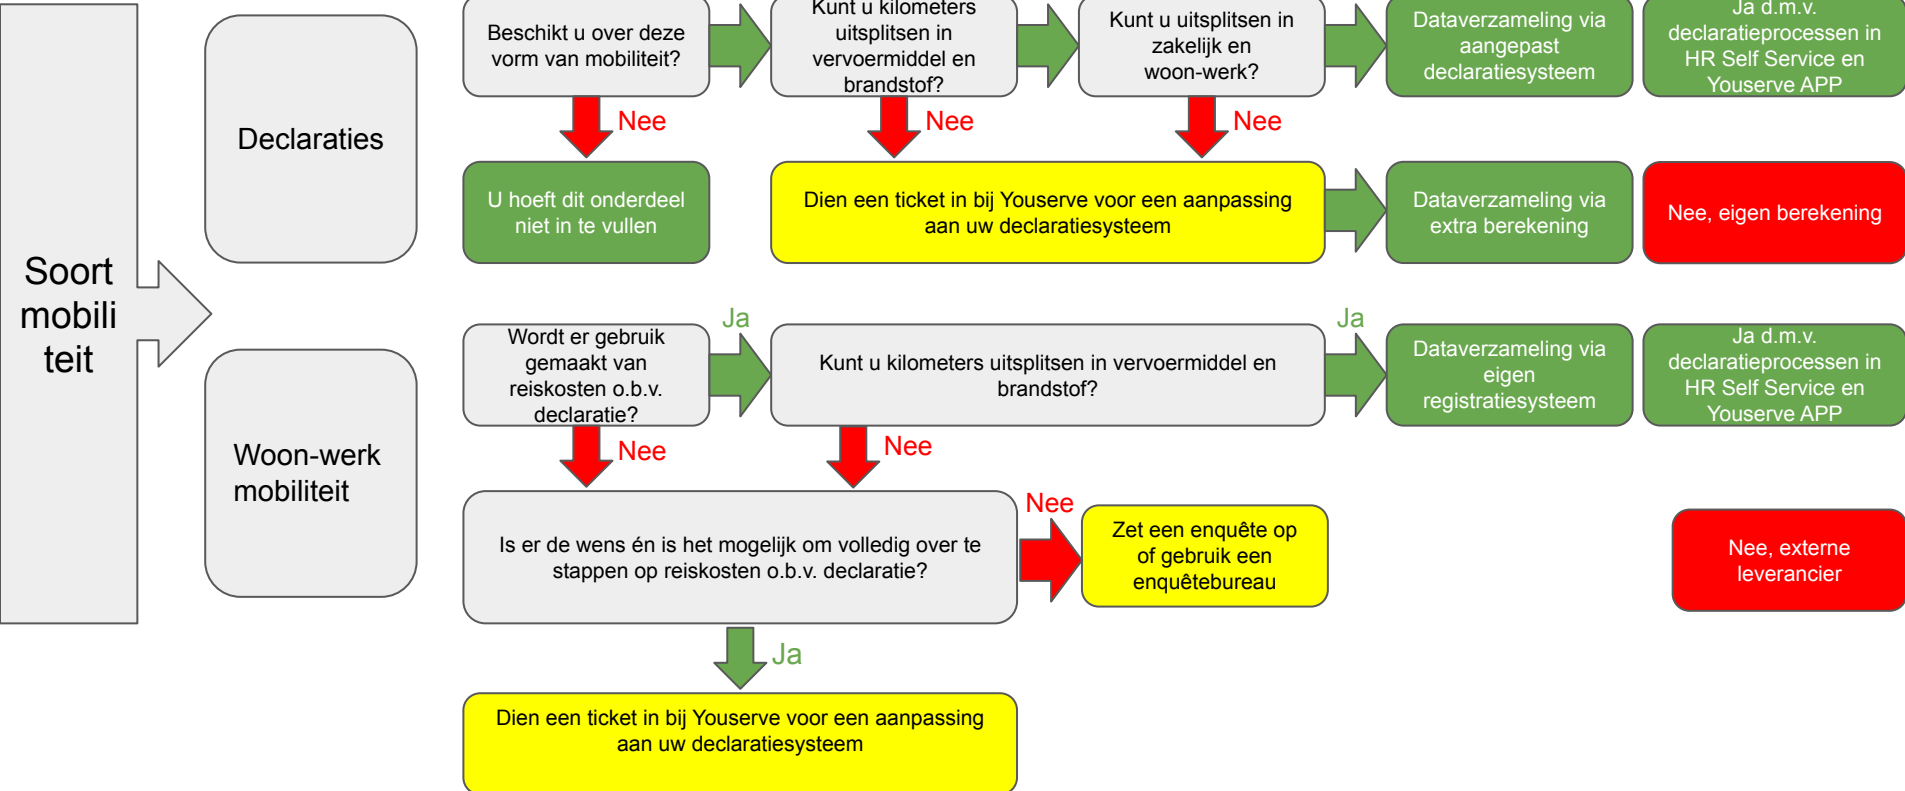 Soort
mobili
teit
Declaraties
Beschikt u over deze
vorm van mobiliteit?
Kunt u kilometers
uitsplitsen in
vervoermiddel en
brandstof?
Kunt u uitsplitsen in
zakelijk en
woon-werk?
Dataverzameling via
aangepast
declaratiesysteem
Ja d.m.v.
declaratieprocessen in
HR Self Service en
Youserve APP
Nee
Nee
Nee
U hoeft dit onderdeel
niet in te vullen
Dien een ticket in bij Youserve voor een aanpassing
aan uw declaratiesysteem
Dataverzameling via
extra berekening
Nee, eigen berekening
Woon-werk
mobiliteit
Wordt er gebruik
gemaakt van
reiskosten o.b.v.
declaratie?
Ja
Kunt u kilometers uitsplitsen in vervoermiddel en
brandstof?
Ja
Dataverzameling via
eigen
registratiesysteem
Ja d.m.v.
declaratieprocessen in
HR Self Service en
Youserve APP
Nee
Nee
Is er de wens én is het mogelijk om volledig over te
stappen op reiskosten o.b.v. declaratie?
Nee
Zet een enquête op
of gebruik een
enquêtebureau
Nee, externe
leverancier
Ja
Dien een ticket in bij Youserve voor een aanpassing
aan uw declaratiesysteem